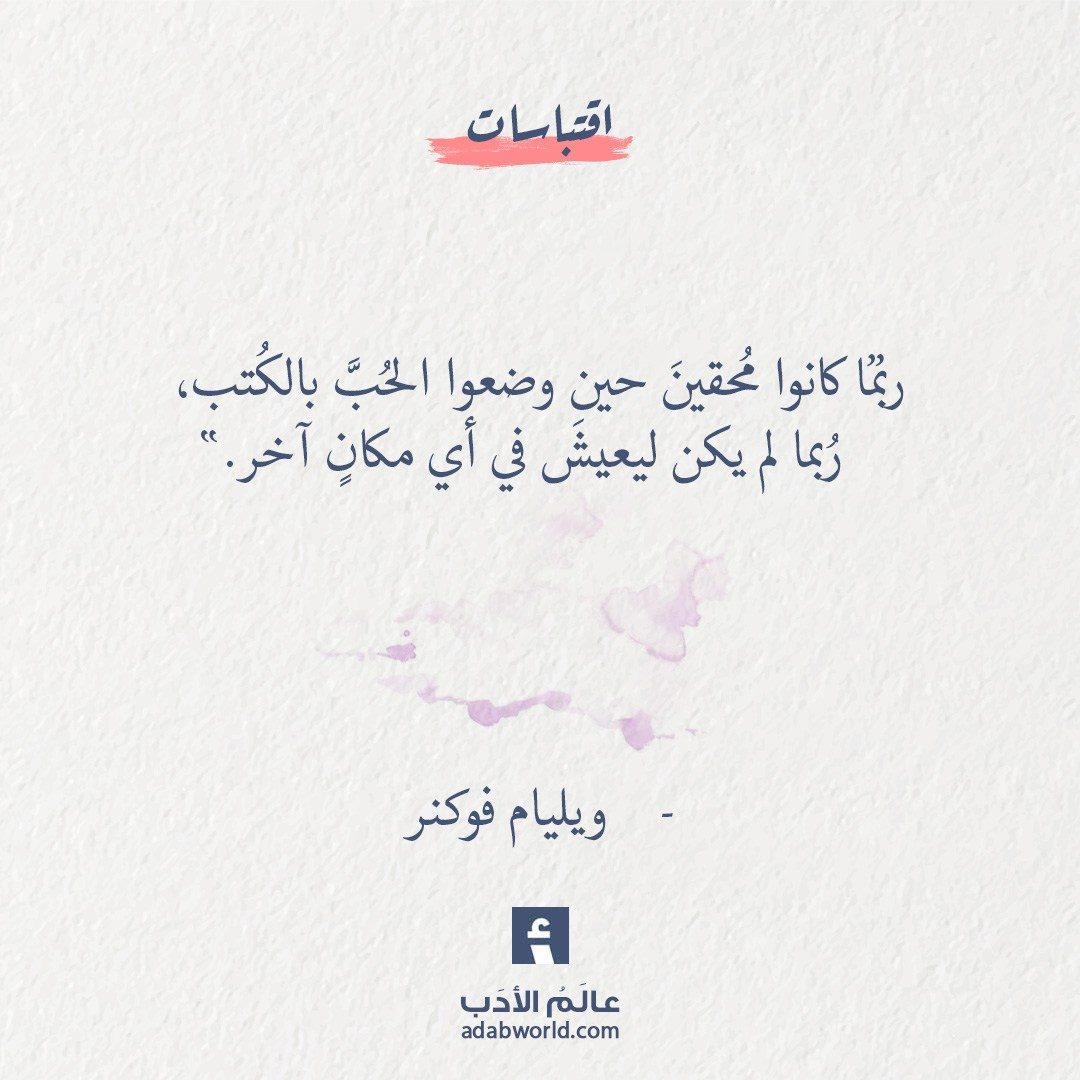 اقتباسات
ربمّا كانوا مُحقينَ حين وضعوا الحُبَّ بالكُتب،
رُبما لم يكن ليعيشَ في أي مكانٍ آخر.“
- ويليام فوكنر
أ
عالَمُ الأدَب
adabworld.com